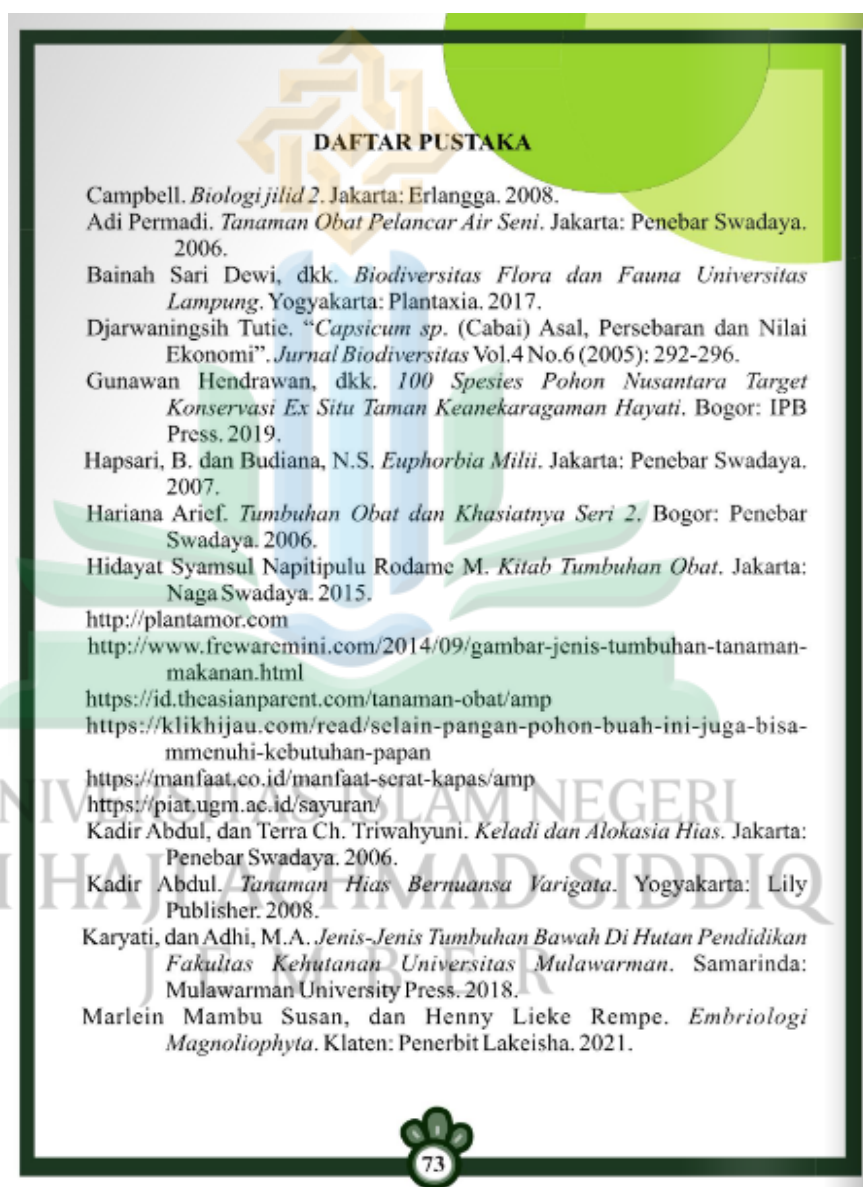 DAFTAR PUSTAKA
Campbell. Biologi jilid 2. Jakarta: Erlangga. 2008.
Adi Permadi. Tanaman Obat Pelancar Air Seni. Jakarta: Penebar Swadaya.
2006.
Bainah Sari Dewi, dkk. Biodiversitas Flora dan Fauna Universitas
Lampung. Yogyakarta: Plantaxia. 2017.
Djarwaningsih Tutie. “Capsicum sp. (Cabai) Asal, Persebaran dan Nilai
Ekonomi”. Jurnal Biodiversitas Vol.4 No.6 (2005): 292-296.
Gunawan Hendrawan, dkk. 100 Spesies Pohon Nusantara Target
Konservasi Ex Situ Taman Keanekaragaman Hayati. Bogor: IPB
Press. 2019.
Hapsari, B. dan Budiana, N.S. Euphorbia Milii. Jakarta: Penebar Swadaya.
2007.
Hariana Arief. Tumbuhan Obat dan Khasiatnya Seri 2. Bogor: Penebar
Swadaya. 2006.
Hidayat Syamsul Napitipulu Rodame M. Kitab Tumbuhan Obat. Jakarta:
Naga Swadaya. 2015.
http://plantamor.com
http://www.frewaremini.com/2014/09/gambar-jenis-tumbuhan-tanaman-
makanan.html
https://id.theasianparent.com/tanaman-obat/amp
https://klikhijau.com/read/selain-pangan-pohon-buah-ini-juga-bisa-
mmenuhi-kebutuhan-papan
https://manfaat.co.id/manfaat-serat-kapas/amp
https://piat.ugm.ac.id/sayuran/
Kadir Abdul, dan Terra Ch. Triwahyuni. Keladi dan Alokasia Hias. Jakarta:
Penebar Swadaya. 2006.
Kadir Abdul. Tanaman Hias Bernuansa Varigata. Yogyakarta: Lily
Publisher. 2008.
Karyati, dan Adhi, M.A. Jenis-Jenis Tumbuhan Bawah Di Hutan Pendidikan
Fakultas Kehutanan Universitas Mulawarman. Samarinda:
Mulawarman University Press. 2018.
Marlein Mambu Susan, dan Henny Lieke Rempe. Embriologi
Magnoliophyta. Klaten: Penerbit Lakeisha. 2021.
NIVERSITAS ISLAM NEGERI
I HAJI ACHMAD SIDDIQ
J E M B E R
73